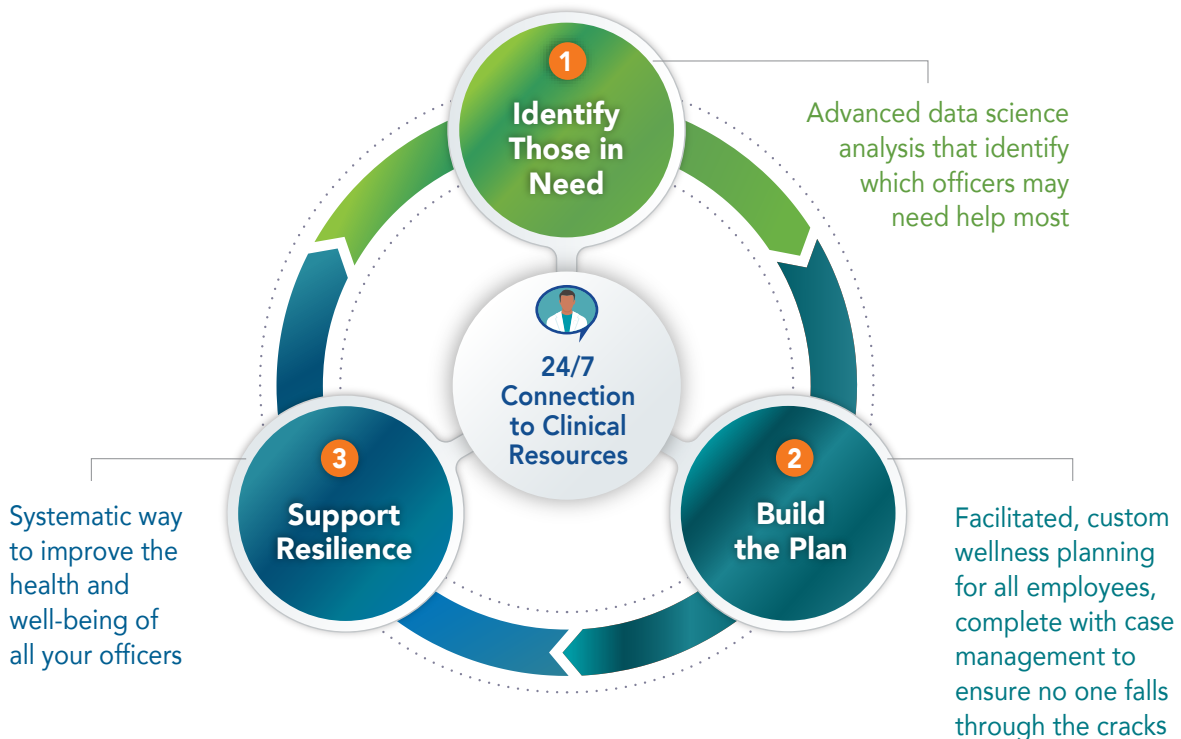 1
Identify
Those in
Need
Advanced data science
analysis that identify
which officers may
need help most
24/7
Connection
to Clinical
Resources
2
Build
the Plan
Facilitated, custom
wellness planning
for all employees,
complete with case
management to
ensure no one falls
through the cracks
3
Support
Resilience
Systematic way
to improve the
health and
well-being of
all your officers